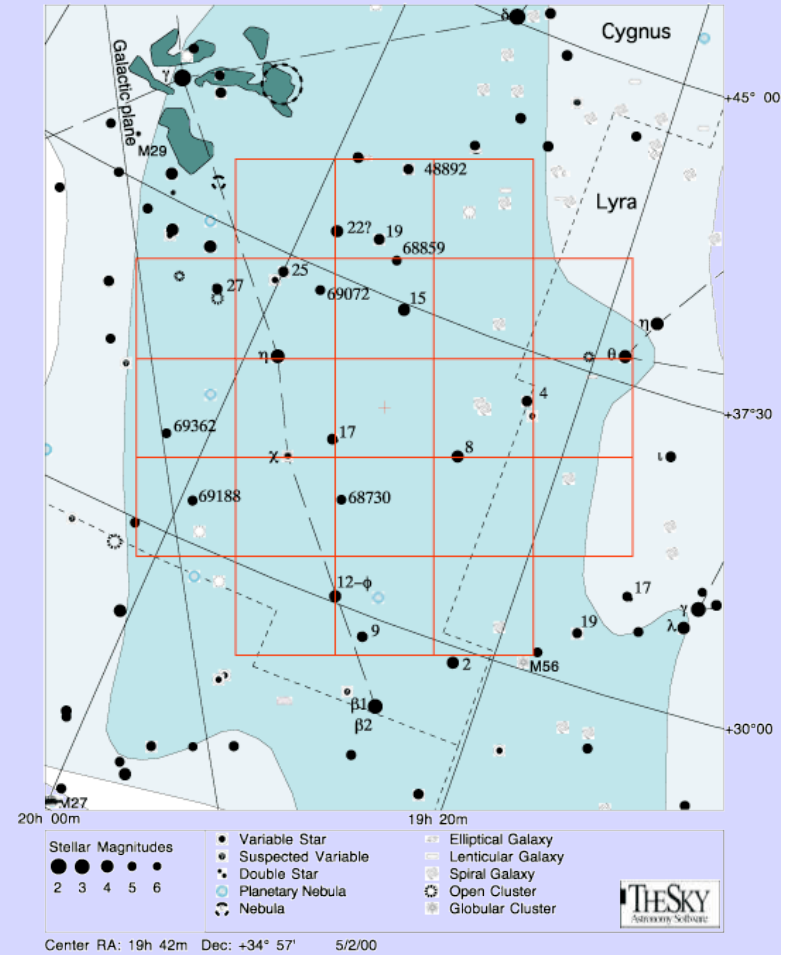 δ
Cygnus
Galactic plane
γ
+45° 00
M29
48892
Lyra
22?
19
68859
25
27
69072
15
η
η
θ
4
+37°30
69362
17
8
χ
ι
69188
68730
12-φ
17
γ
9
19
λ
2
M56
β1
β2
+30°00
M27
20h 00m
19h 20m
Stellar Magnitudes
2 3 4 5 6
Variable Star
Suspected Variable
Double Star
Planetary Nebula
Nebula
Elliptical Galaxy
Lenticular Galaxy
Spiral Galaxy
Open Cluster
Globular Cluster
THESKY
Astronomy Software
Center RA: 19h 42m Dec: +34° 57' 5/2/00